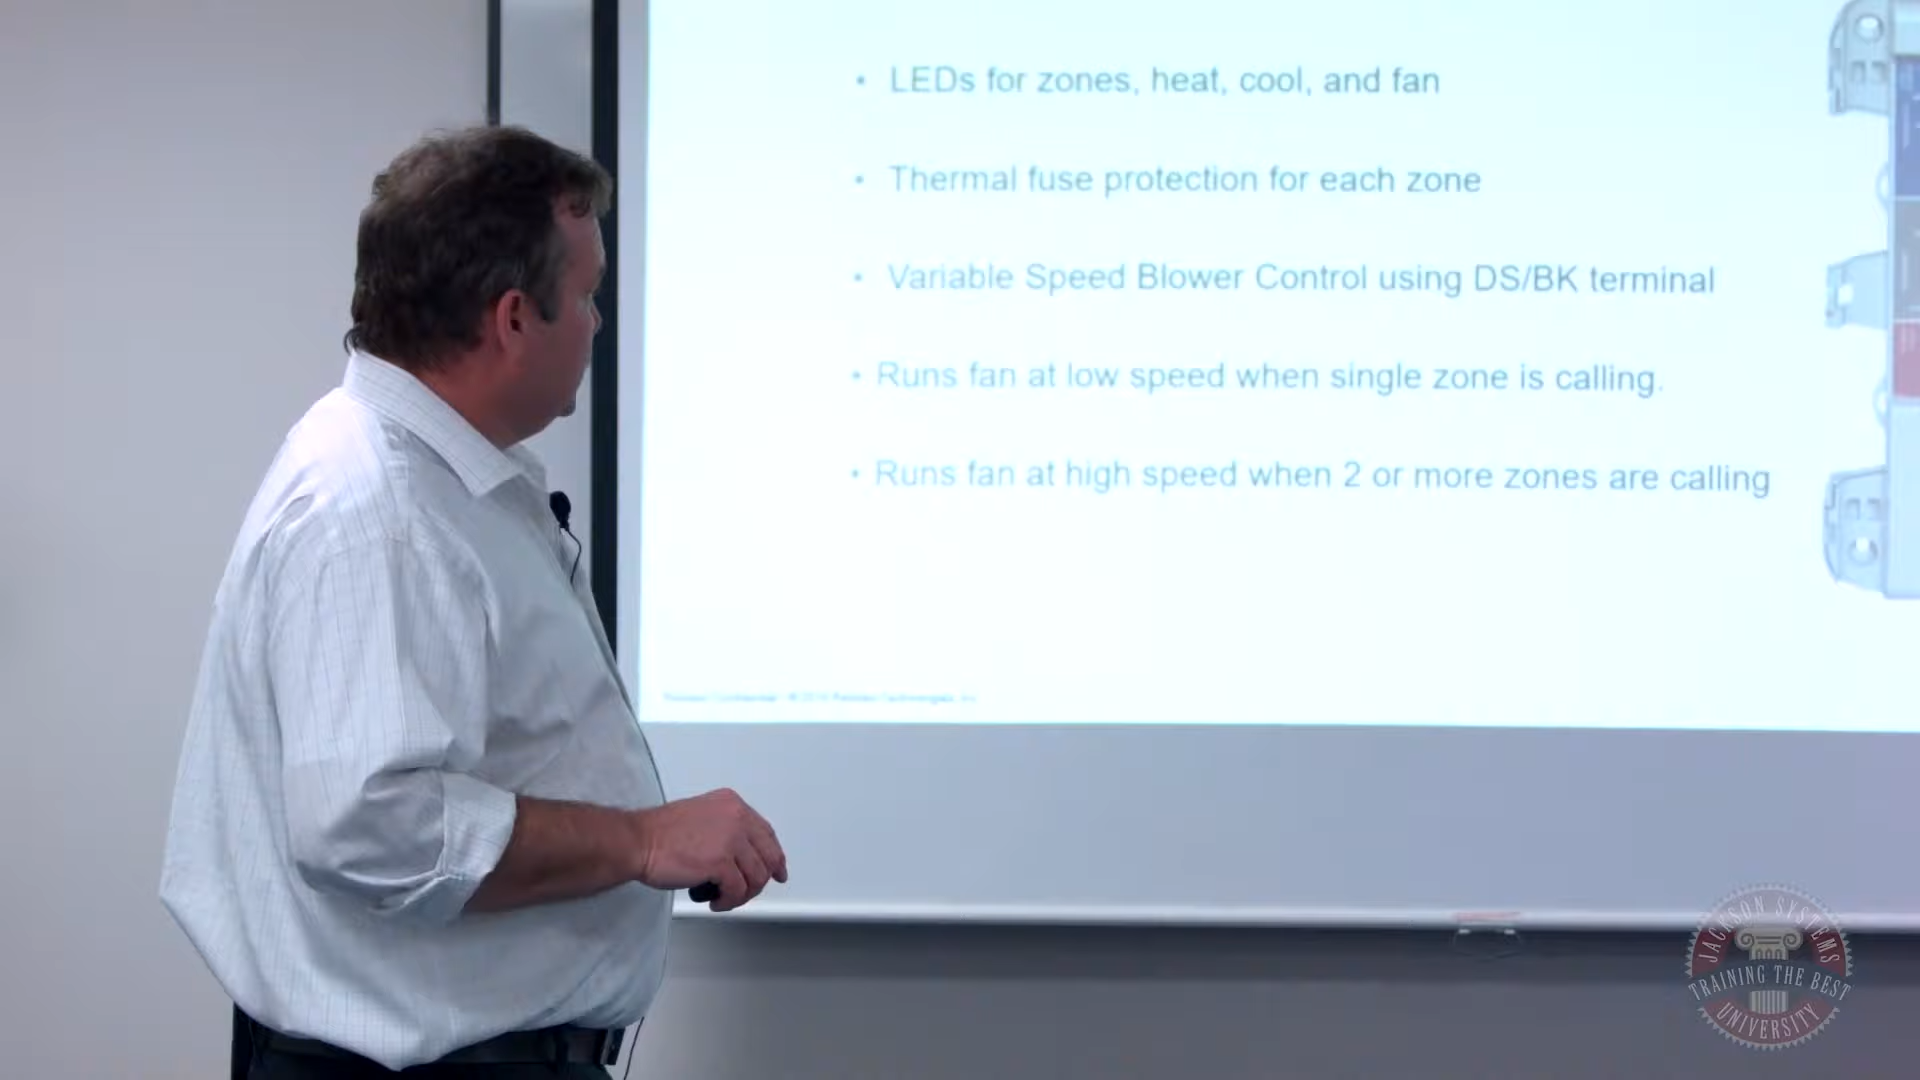 • LEDs for zones, heat, cool, and fan
• Thermal fuse protection for each zone
• Variable Speed Blower Control using DS/BK terminal
• Runs fan at low speed when single zone is calling.
• Runs fan at high speed when 2 or more zones are calling
JACKSON SYSTEMS
TRAINING THE BEST
UNIVERSITY